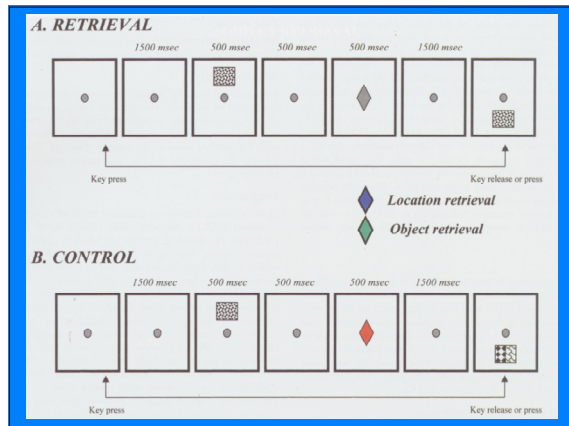 A. RETRIEVAL
1500 msec 500 msec 500 msec 500 msec 1500 msec
Key press Key release or press
Location retrieval
Object retrieval
B. CONTROL
1500 msec 500 msec 500 msec 500 msec 1500 msec
Key press Key release or press